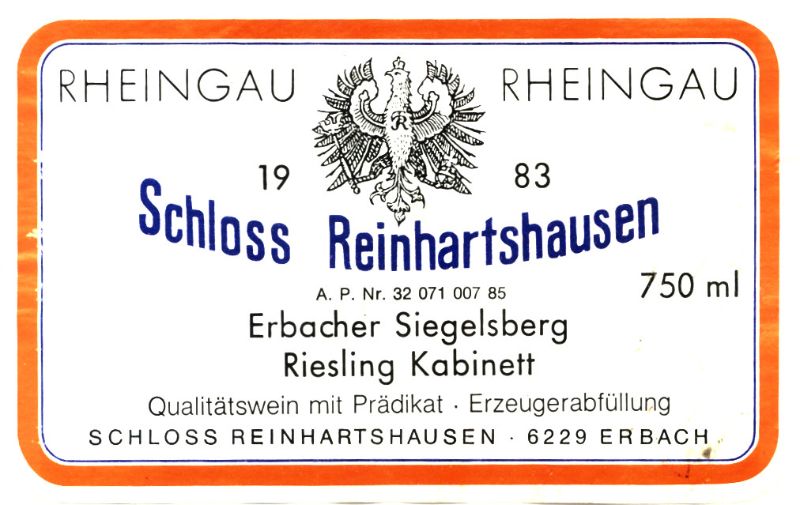 RHEINGAU RHEINGAU
R
19 83
Schloss Reinhartshausen
750 ml
A. P. Nr. 32 071 007 85
Erbacher Siegelsberg
Riesling Kabinett
Qualitätswein mit Prädikat · Erzeugerabfüllung
SCHLOSS REINHARTSHAUSEN · 6229 ERBACH